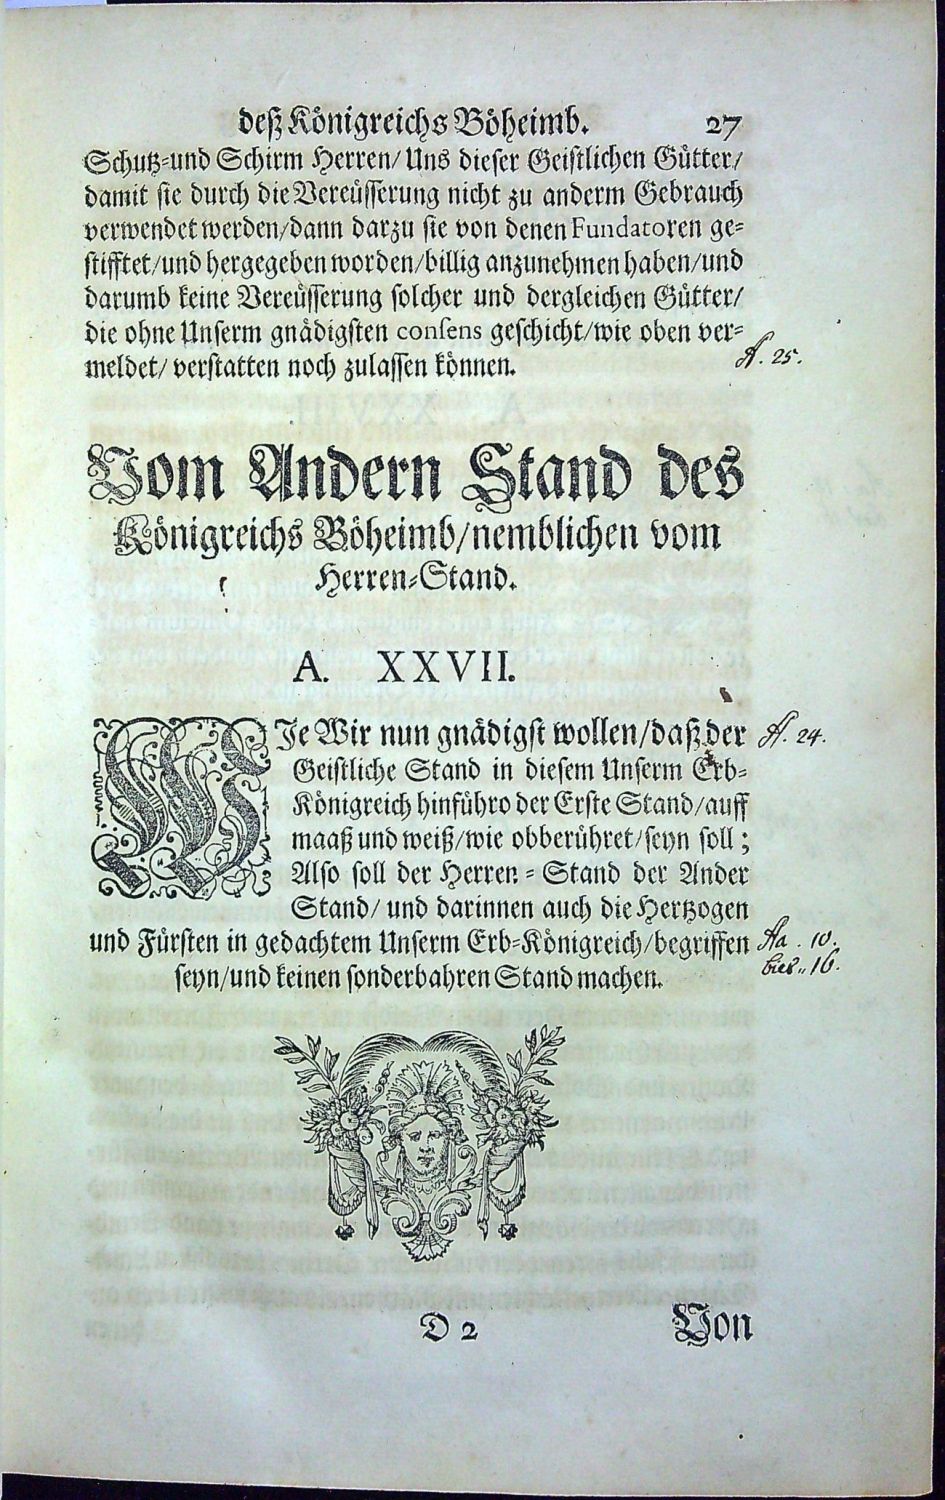 deß Königreichs Böheimb. 27
Schutz-und Schirm Herren/ Uns dieser Geistlichen Gütter/
damit sie durch die Vereüsserung nicht zu anderm Gebrauch
verwendet werden/dann darzu sie von denen Fundatoren ge-
stifftet/und hergegeben worden/billig anzunehmen haben/und
darumb keine Vereüsserung solcher und dergleichen Gütter/
die ohne Unserm gnädigsten consens geschicht/wie oben ver-
meldet/ verstatten noch zulassen können. A. 25.
Vom Andern Stand des
Königreichs Böheimb/nemblichen vom
Herren-Stand.
A. XXVII.
WIe Wir nun gnädigst wollen/daß der A. 24.
Geistliche Stand in diesem Unserm Erb-
Königreich hinführo der Erste Stand/auff
maaß und weiß/wie obberühret/seyn soll;
Also soll der Herren-Stand der Ander
Stand/ und darinnen auch die Hertzogen
und Fürsten in gedachtem Unserm Erb-Königreich/begriffen Aa. 10.
seyn/und keinen sonderbahren Stand machen. bies 16.
D 2 Von